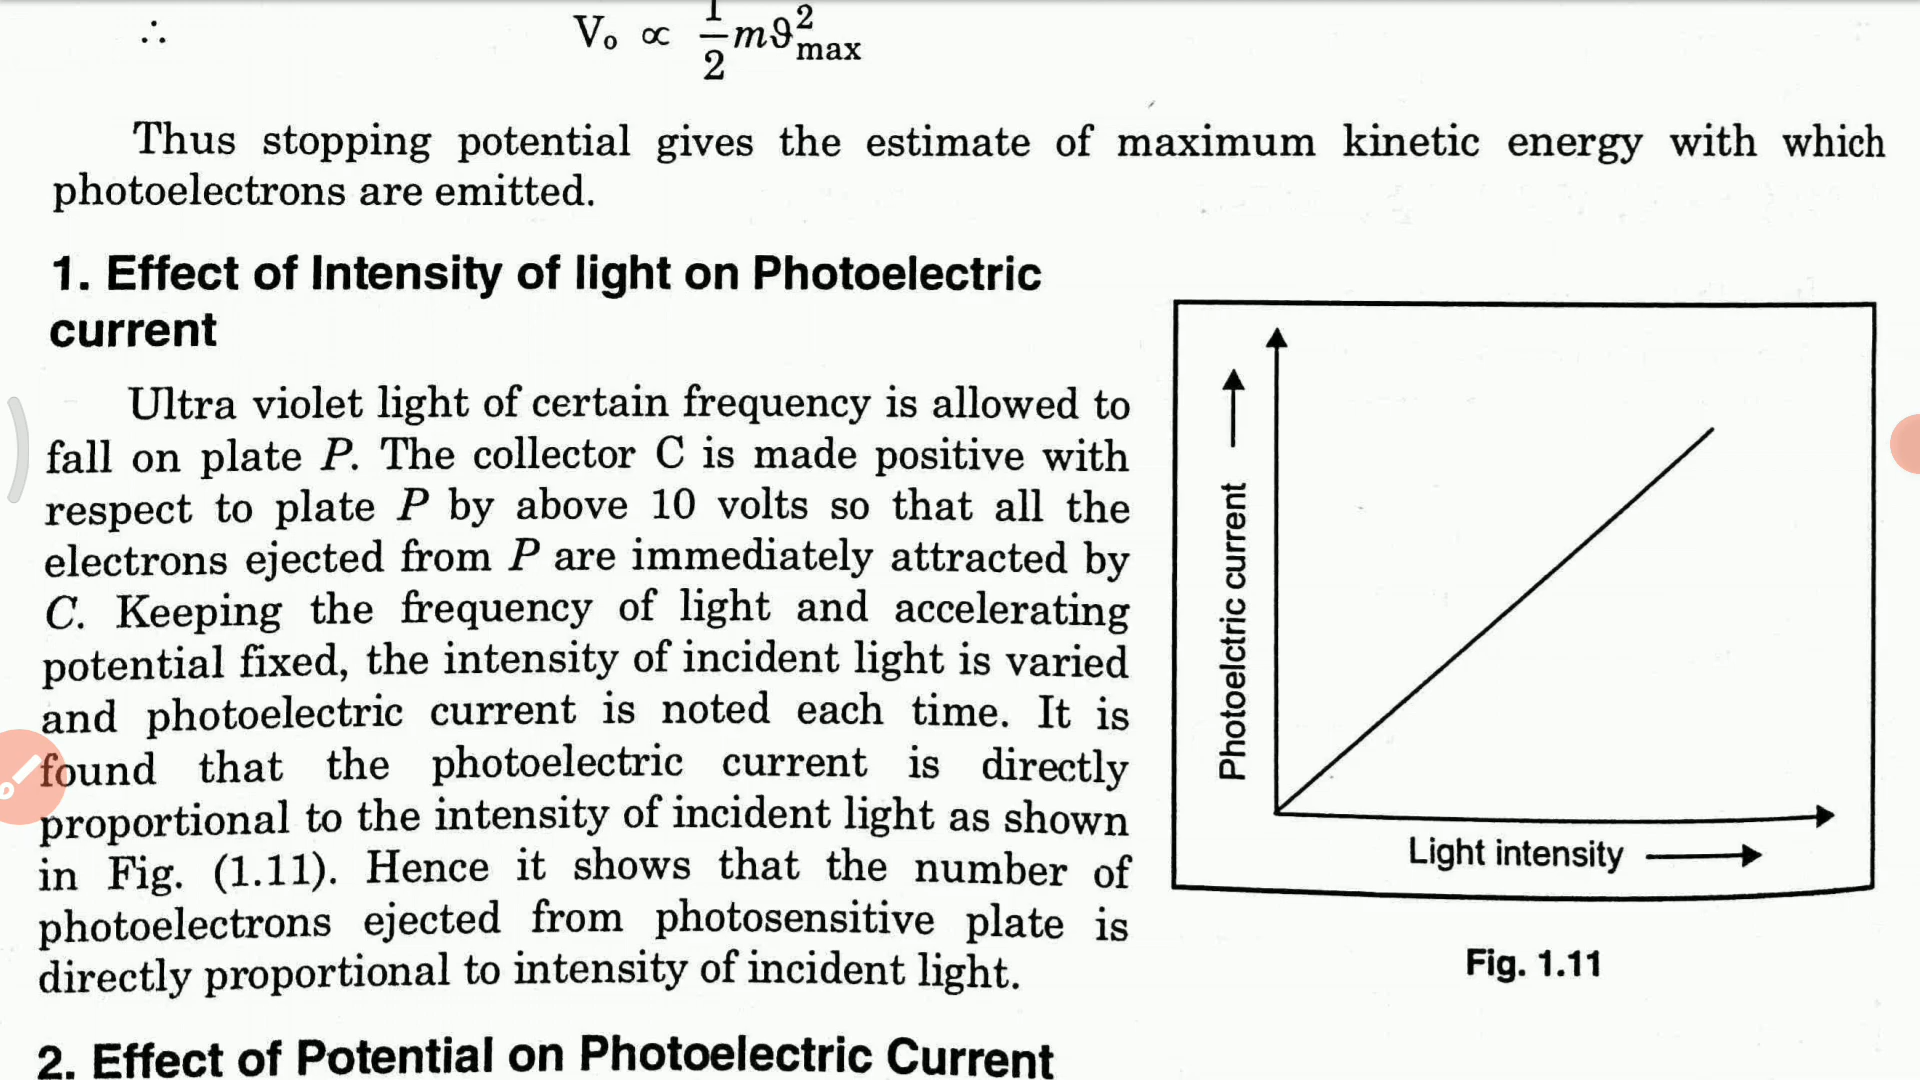 ∴ V₀ ∝ 1/2 mϑ²max
Thus stopping potential gives the estimate of maximum kinetic energy with which
photoelectrons are emitted.
1. Effect of Intensity of light on Photoelectric
current
Ultra violet light of certain frequency is allowed to
fall on plate P. The collector C is made positive with
respect to plate P by above 10 volts so that all the
electrons ejected from P are immediately attracted by
C. Keeping the frequency of light and accelerating
potential fixed, the intensity of incident light is varied
and photoelectric current is noted each time. It is
found that the photoelectric current is directly
proportional to the intensity of incident light as shown
in Fig. (1.11). Hence it shows that the number of
photoelectrons ejected from photosensitive plate is
directly proportional to intensity of incident light.
Photoelctric current
Light intensity
Fig. 1.11
2. Effect of Potential on Photoelectric Current